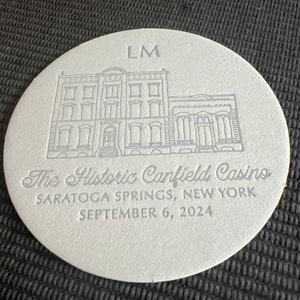 LM
The Historic Canfield Casino
SARATOGA SPRINGS, NEW YORK
SEPTEMBER 6, 2024